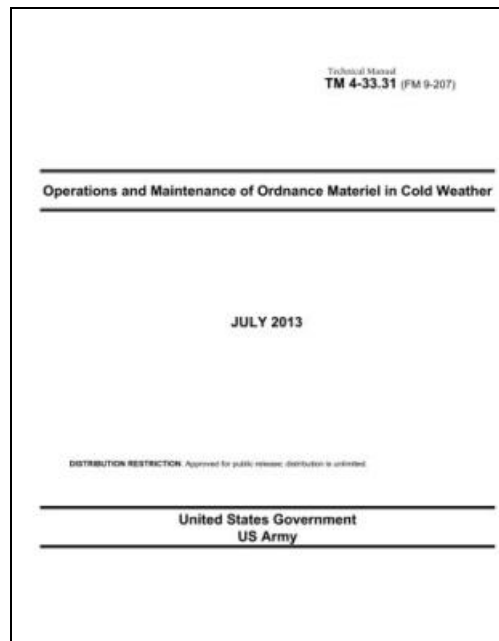 Technical Manual
TM 4-33.31 (FM 9-207)
Operations and Maintenance of Ordnance Materiel in Cold Weather
JULY 2013
DISTRIBUTION RESTRICTION: Approved for public release; distribution is unlimited.
United States Government
US Army